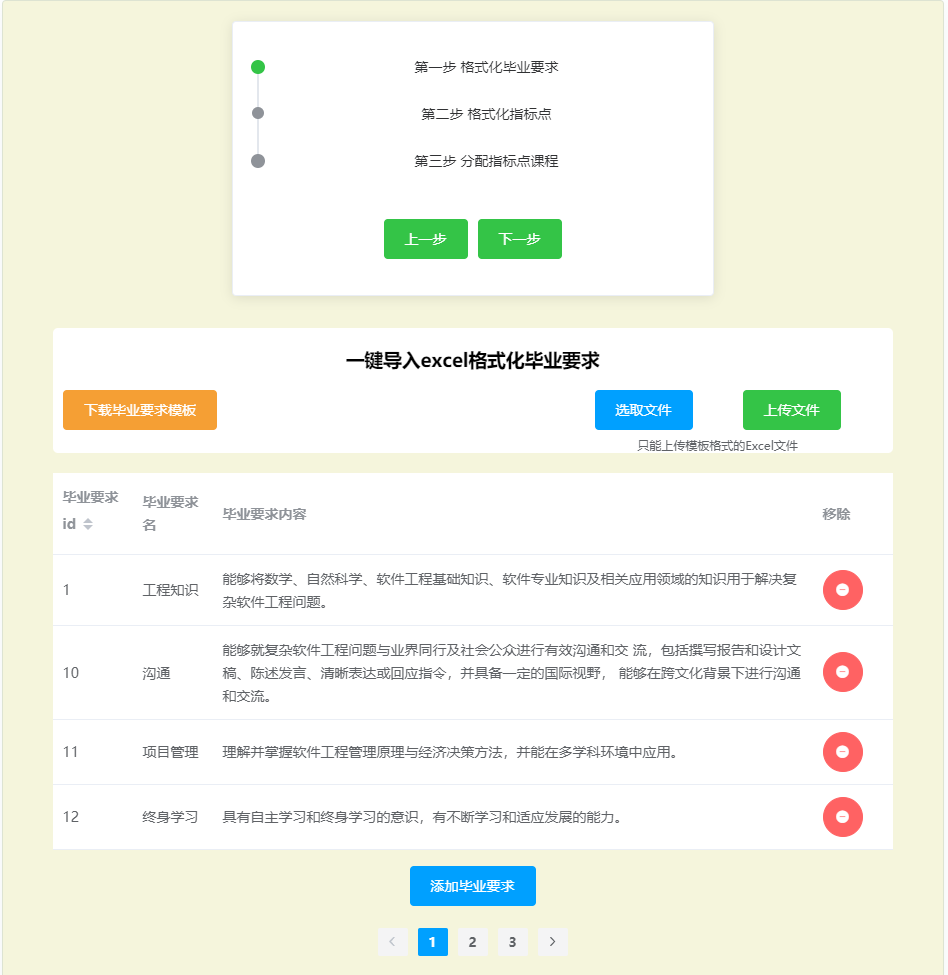 第一步 格式化毕业要求
第二步 格式化指标点
第三步 分配指标点课程
上一步 下一步
一键导入excel格式化毕业要求
下载毕业要求模板 选取文件 上传文件
只能上传模板格式的Excel文件
毕业要求
id
毕业要求
名
毕业要求内容
移除
1
工程知识
能够将数学、自然科学、软件工程基础知识、软件专业知识及相关应用领域的知识用于解决复
杂软件工程问题。
10
沟通
能够就复杂软件工程问题与业界同行及社会公众进行有效沟通和交 流，包括撰写报告和设计文
稿、陈述发言、清晰表达或回应指令，并具备一定的国际视野， 能够在跨文化背景下进行沟通
和交流。
11
项目管理
理解并掌握软件工程管理原理与经济决策方法，并能在多学科环境中应用。
12
终身学习
具有自主学习和终身学习的意识，有不断学习和适应发展的能力。
添加毕业要求
1 2 3